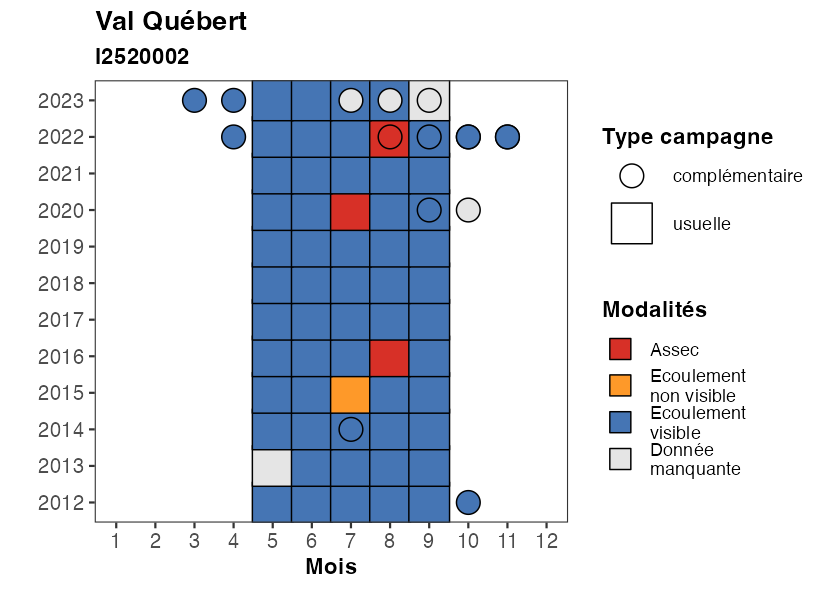 Val Québert
I2520002
2023
2022
2021
2020
2019
2018
2017
2016
2015
2014
2013
2012
1 2 3 4 5 6 7 8 9 10 11 12
Mois
Type campagne
complémentaire
usuelle
Modalités
Assec
Ecoulement
non visible
Ecoulement
visible
Donnée
manquante